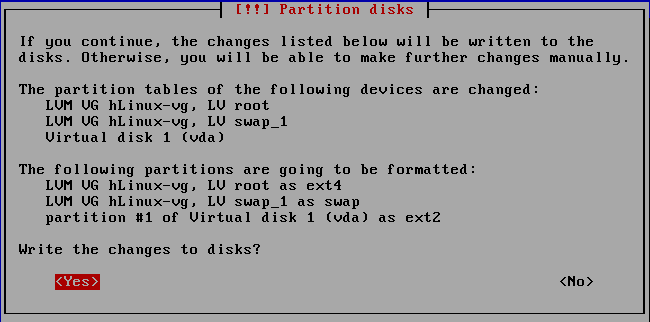 [!!] Partition disks
If you continue, the changes listed below will be written to the
disks. Otherwise, you will be able to make further changes manually.
The partition tables of the following devices are changed:
LVM VG hLinux-vg, LV root
LVM VG hLinux-vg, LV swap_1
Virtual disk 1 (vda)
The following partitions are going to be formatted:
LVM VG hLinux-vg, LV root as ext4
LVM VG hLinux-vg, LV swap_1 as swap
partition #1 of Virtual disk 1 (vda) as ext2
Write the changes to disks?
<Yes> <No>